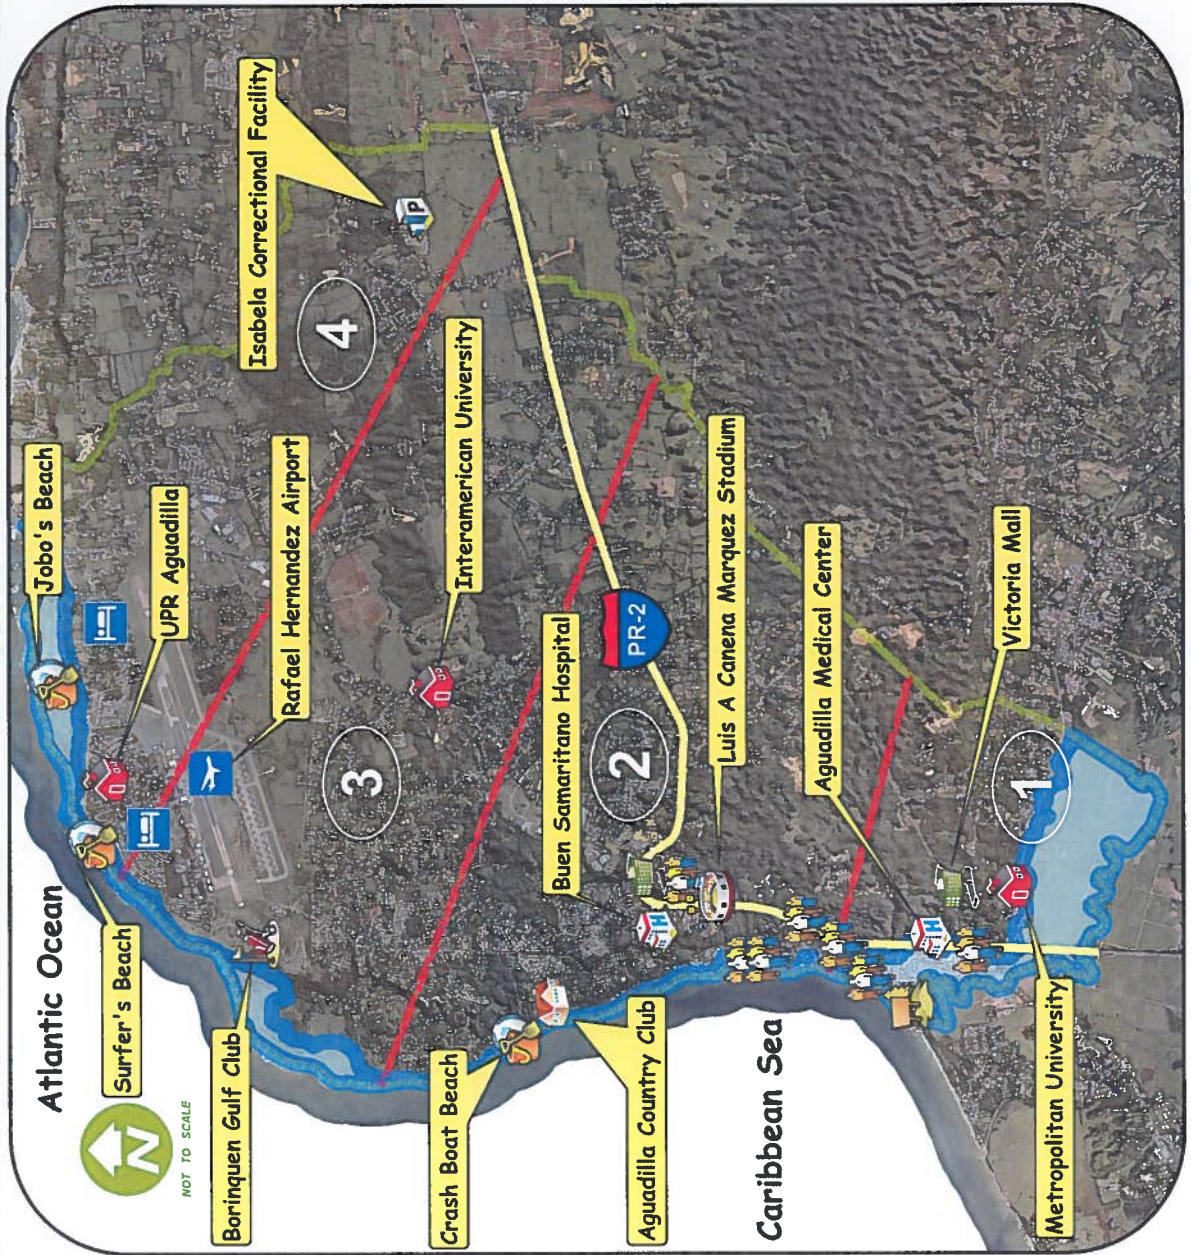 Atlantic Ocean
N
NOT TO SCALE
Surfer's Beach
Jobo's Beach
UPR Aguadilla
Borinquen Gulf Club
Rafael Hernandez Airport
Isabela Correctional Facility
P
4
3
Interamerican University
Crash Boat Beach
Buen Samaritano Hospital
H
PR-2
2
Aguadilla Country Club
Luis A Canena Marquez Stadium
Caribbean Sea
Aguadilla Medical Center
H
Victoria Mall
1
Metropolitan University